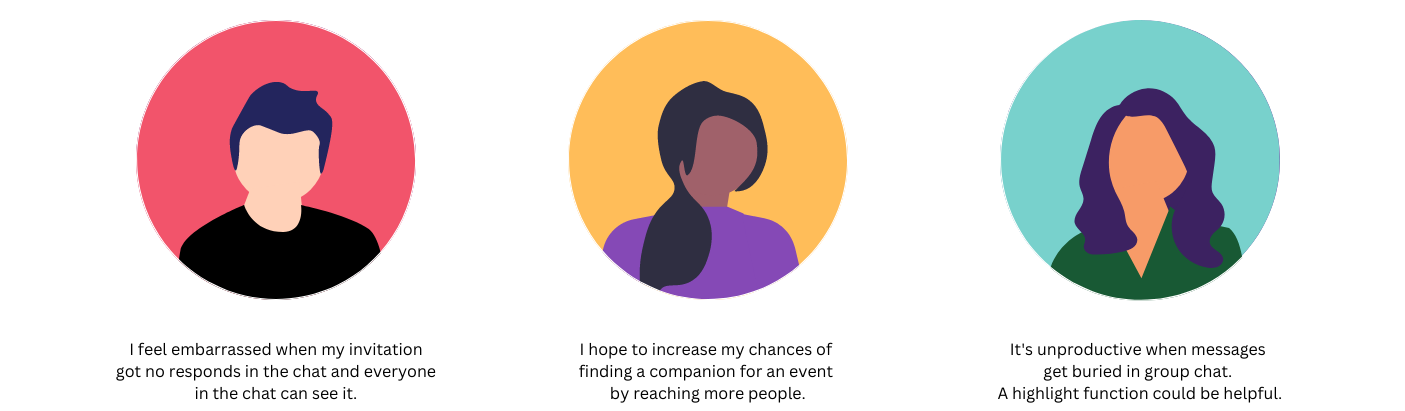 I feel embarrassed when my invitation
got no responds in the chat and everyone
in the chat can see it.
I hope to increase my chances of
finding a companion for an event
by reaching more people.
It's unproductive when messages
get buried in group chat.
A highlight function could be helpful.